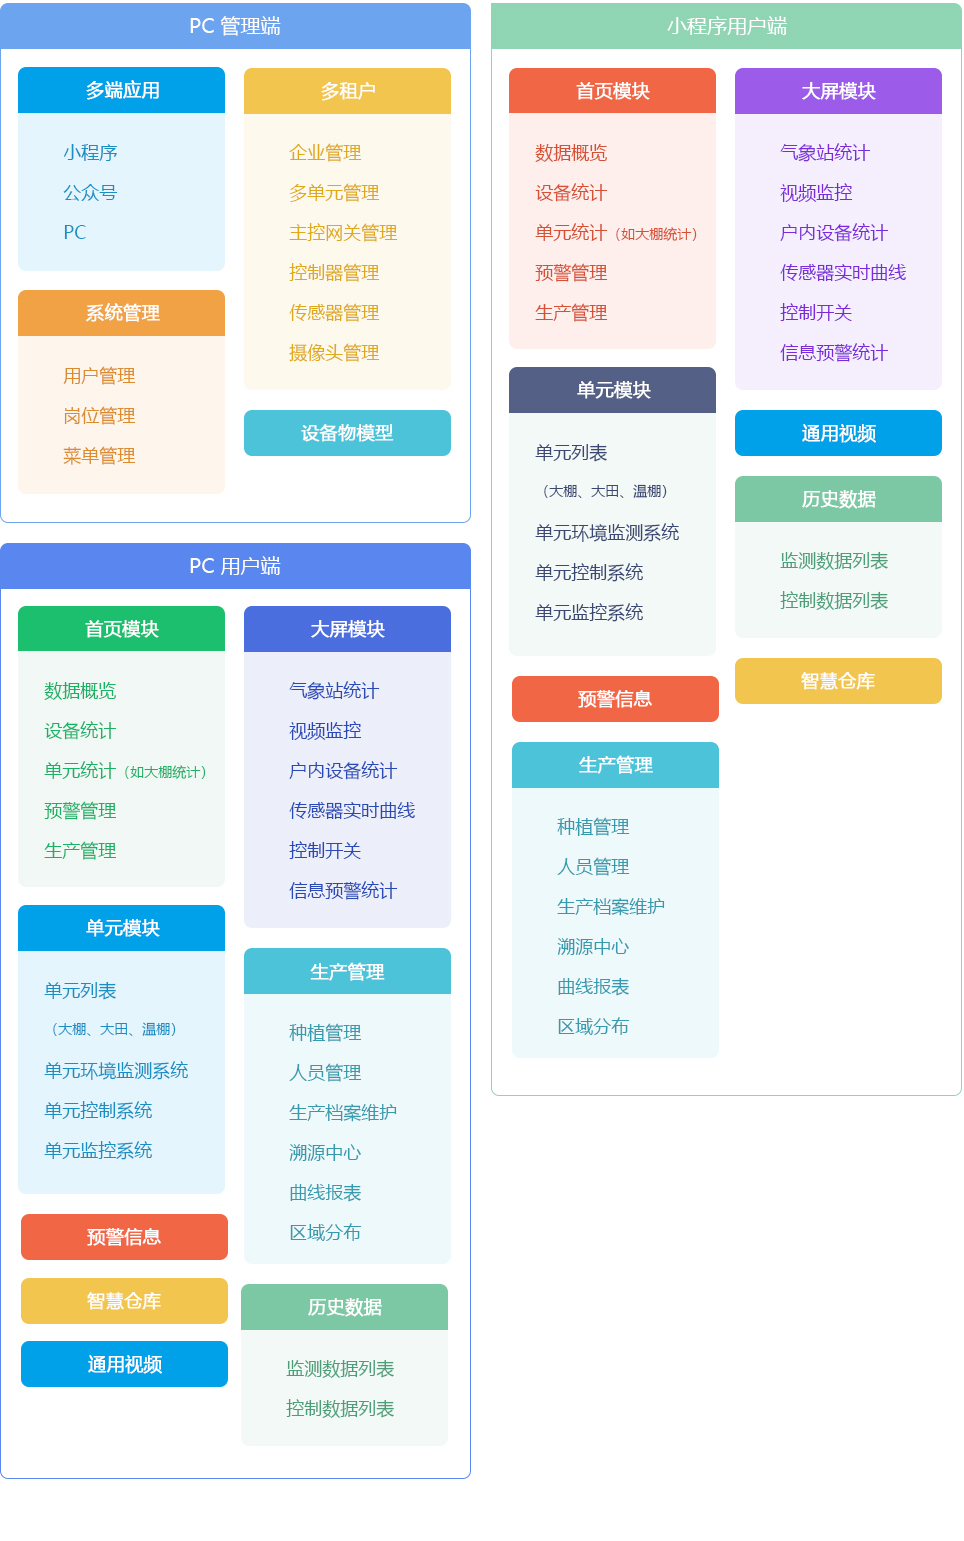 PC 管理端
多端应用
小程序
公众号
PC
系统管理
用户管理
岗位管理
菜单管理
多租户
企业管理
多单元管理
主控网关管理
控制器管理
传感器管理
摄像头管理
设备物模型
PC 用户端
首页模块
数据概览
设备统计
单元统计（如大棚统计）
预警管理
生产管理
单元模块
单元列表
（大棚、大田、温棚）
单元环境监测系统
单元控制系统
单元监控系统
预警信息
智慧仓库
通用视频
大屏模块
气象站统计
视频监控
户内设备统计
传感器实时曲线
控制开关
信息预警统计
生产管理
种植管理
人员管理
生产档案维护
溯源中心
曲线报表
区域分布
历史数据
监测数据列表
控制数据列表
小程序用户端
首页模块
数据概览
设备统计
单元统计（如大棚统计）
预警管理
生产管理
单元模块
单元列表
（大棚、大田、温棚）
单元环境监测系统
单元控制系统
单元监控系统
预警信息
生产管理
种植管理
人员管理
生产档案维护
溯源中心
曲线报表
区域分布
大屏模块
气象站统计
视频监控
户内设备统计
传感器实时曲线
控制开关
信息预警统计
通用视频
历史数据
监测数据列表
控制数据列表
智慧仓库